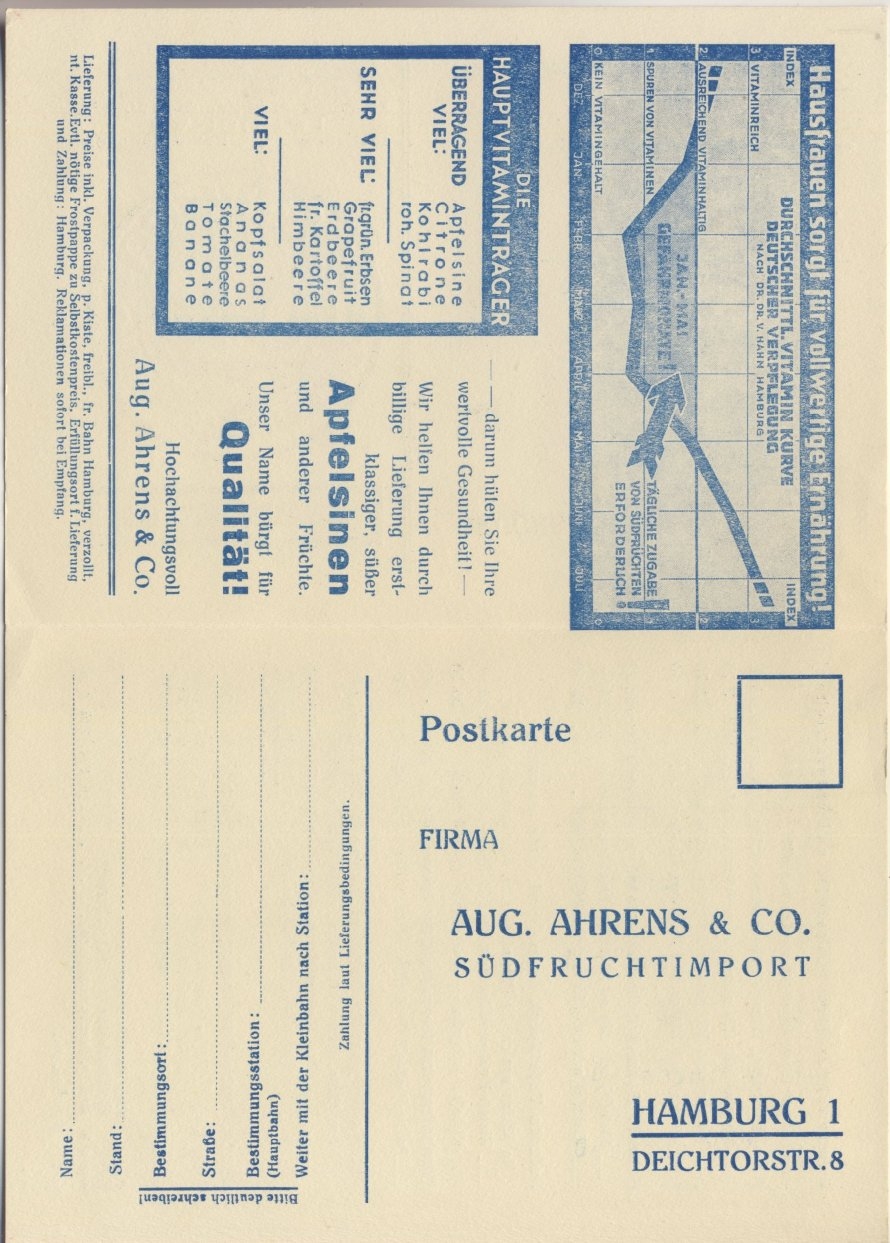 Hausfrauen sorgt für vollwertige Ernährung!
INDEX
INDEX
DURCHSCHNITTL. VITAMIN KURVE
DEUTSCHER VERPFLEGUNG
NACH DR. DR. V. HAHN HAMBURG
3 VITAMINREICH
3
2 AUSREICHEND VITAMINHALTIG
2
JAN.-MAI
GEFAHRMONATE!
1 SPUREN VON VITAMINEN
1
TÄGLICHE ZUGABE
VON SÜDFRÜCHTEN
ERFORDERLICH!
0 KEIN VITAMINGEHALT
0
DEZ. JAN. FEBR. MÄRZ APRIL MAI JUNI JULI
DIE
HAUPTVITAMINTRÄGER
ÜBERRAGEND VIEL:
Apfelsine
Citrone
Kohlrabi
roh. Spinat
SEHR VIEL:
frgrün. Erbsen
Grapefruit
Erdbeere
fr. Kartoffel
Himbeere
VIEL:
Kopfsalat
Ananas
Stachelbeere
Tomate
Banane
— — darum hüten Sie Ihre
wertvolle Gesundheit! —
Wir helfen Ihnen durch
billige Lieferung erst-
klassiger, süßer
Apfelsinen
und anderer Früchte.
Unser Name bürgt für
Qualität!
Hochachtungsvoll
Aug. Ahrens & Co.
Lieferung: Preise inkl. Verpackung, p. Kiste, freibl., fr. Bahn Hamburg, verzollt,
nt. Kasse. Evtl. nötige Frostpappe zu Selbstkostenpreis. Erfüllungsort f. Lieferung
und Zahlung: Hamburg. Reklamationen sofort bei Empfang.
Postkarte
FIRMA
AUG. AHRENS & CO.
SÜDFRUCHTIMPORT
HAMBURG 1
DEICHTORSTR. 8
Bitte deutlich schreiben!
Name:
Stand:
Bestimmungsort:
Straße:
Bestimmungsstation:
(Hauptbahn)
Weiter mit der Kleinbahn nach Station:
Zahlung laut Lieferungsbedingungen.